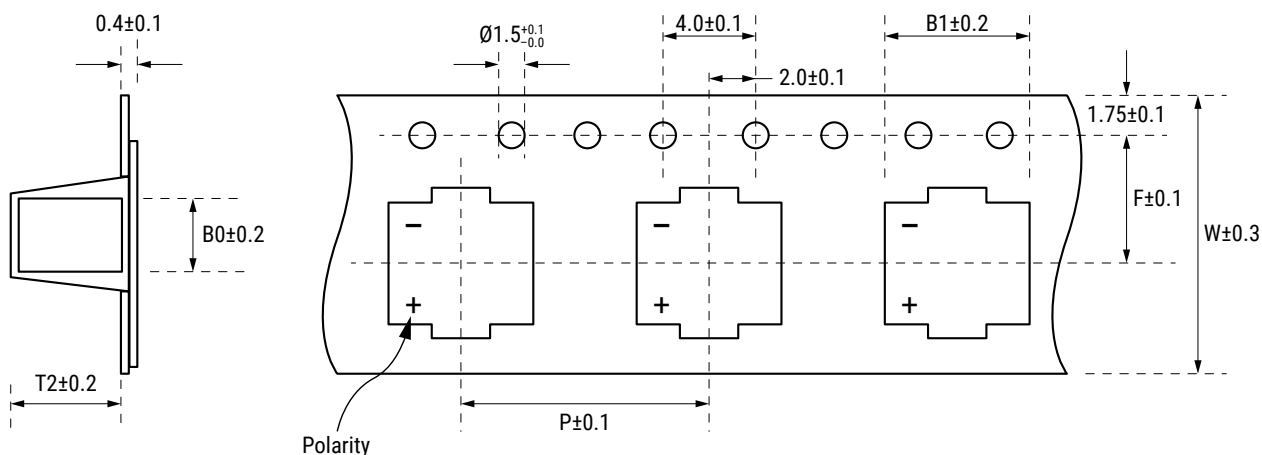 0.4±0.1
Ø1.5+0.1 −0.0
4.0±0.1
B1±0.2
2.0±0.1
1.75±0.1
F±0.1
W±0.3
B0±0.2
− − −
+ + +
T2±0.2
P±0.1
Polarity